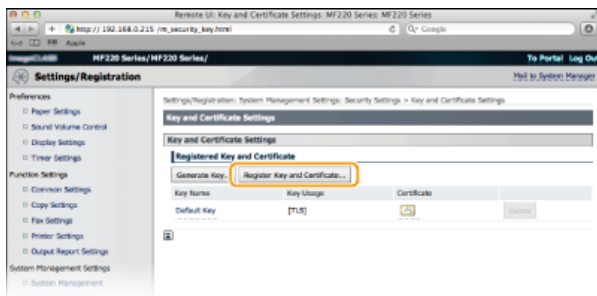 Remote UI: Key and Certificate Settings: MF220 Series: MF220 Series
http://192.168.0.215/m_security_key.html
Google
Apple
MF220 Series/MF220 Series/
To Portal Log Out
Settings/Registration
Mail to System Manager
Preferences
Paper Settings
Sound Volume Control
Display Settings
Timer Settings
Function Settings
Common Settings
Copy Settings
Fax Settings
Printer Settings
Output Report Settings
System Management Settings
System Management
Settings/Registration: System Management Settings: Security Settings > Key and Certificate Settings
Key and Certificate Settings
Key and Certificate Settings
Registered Key and Certificate
Generate Key... Register Key and Certificate...
Key Name Key Usage Certificate
Default Key [TLS] Delete